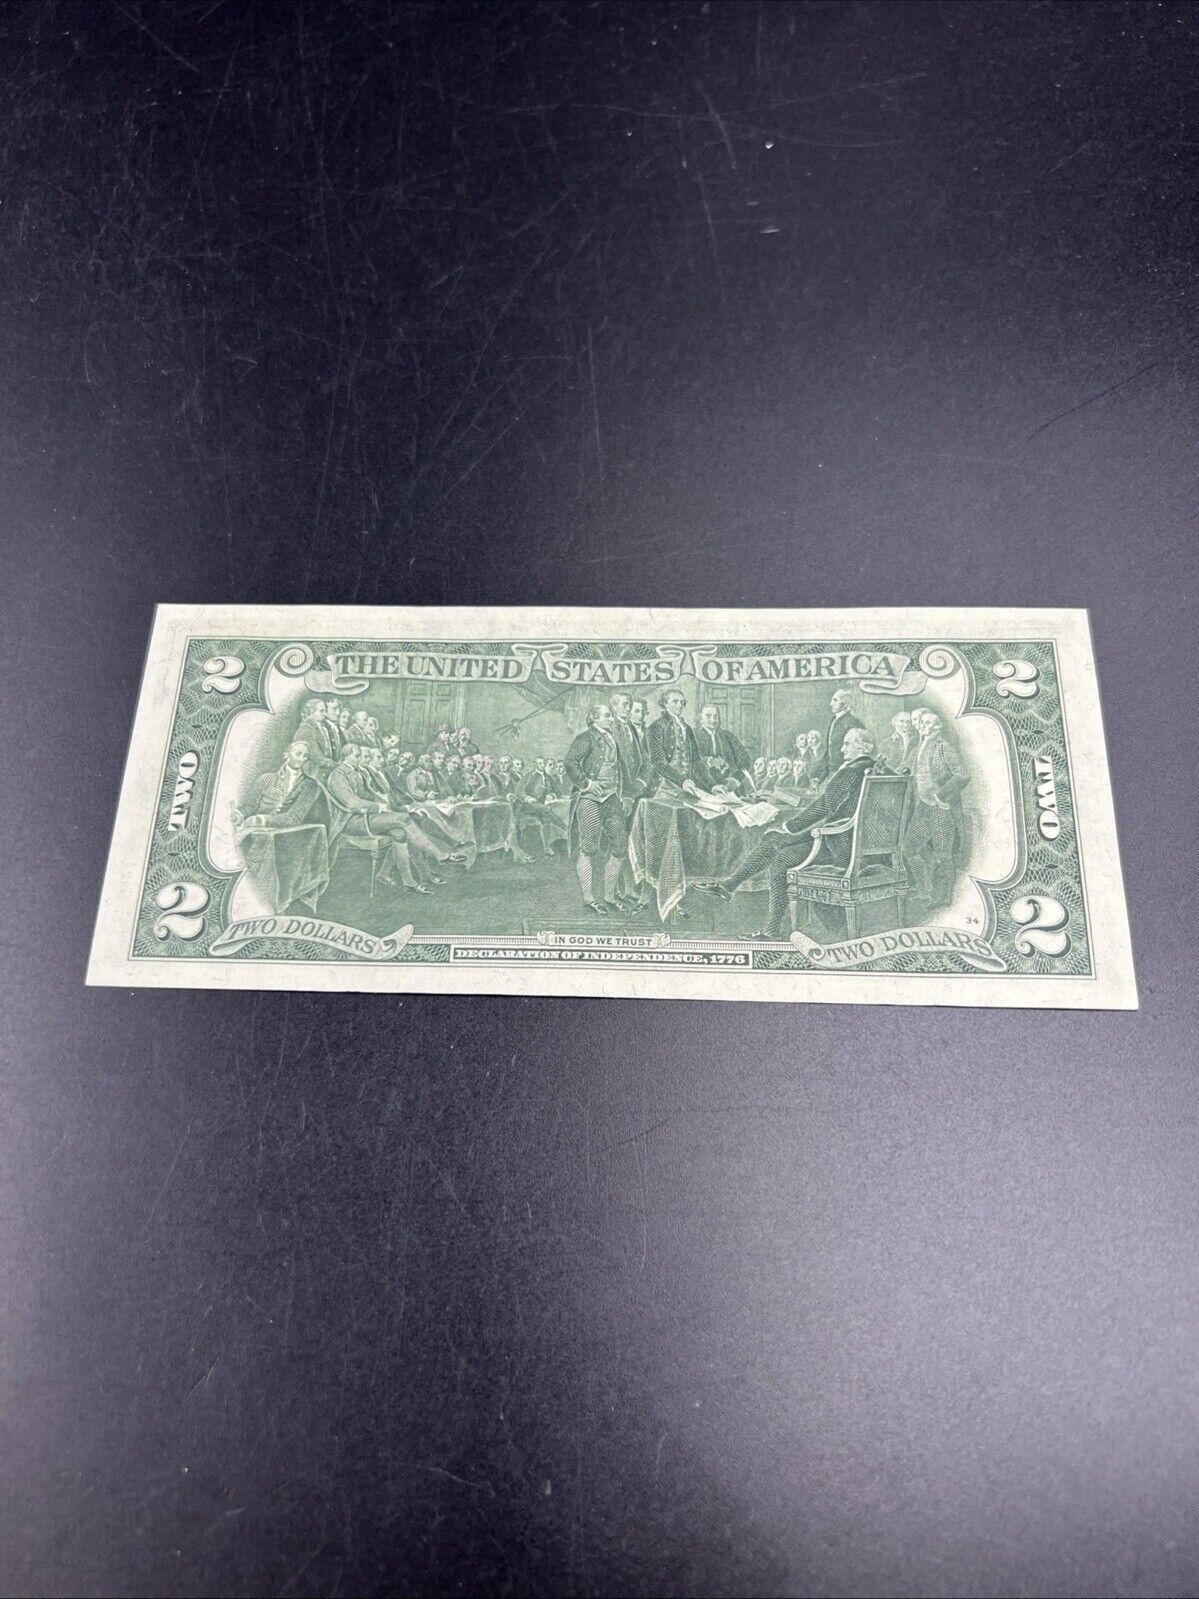 2 THE UNITED STATES OF AMERICA 2
TWO TWO
34
2 TWO DOLLARS IN GOD WE TRUST TWO DOLLARS 2
DECLARATION OF INDEPENDENCE, 1776